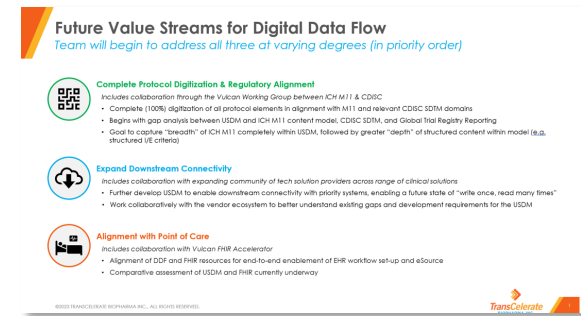 Future Value Streams for Digital Data Flow
Team will begin to address all three at varying degrees (in priority order)
Complete Protocol Digitization & Regulatory Alignment
Includes collaboration through the Vulcan Working Group between ICH M11 & CDISC
• Complete (100%) digitization of all protocol elements in alignment with M11 and relevant CDISC SDTM domains
• Begins with gap analysis between USDM and ICH M11 content model, CDISC SDTM, and Global Trial Registry Reporting
• Goal to capture "breadth" of ICH M11 completely within USDM, followed by greater "depth" of structured content within model (e.g.
structured I/E criteria)
Expand Downstream Connectivity
Includes collaboration with expanding community of tech solution providers across range of clinical solutions
• Further develop USDM to enable downstream connectivity with priority systems, enabling a future state of "write once, read many times"
• Work collaboratively with the vendor ecosystem to better understand existing gaps and development requirements for the USDM
Alignment with Point of Care
Includes collaboration with Vulcan FHIR Accelerator
• Alignment of DDF and FHIR resources for end-to-end enablement of EHR workflow set-up and eSource
• Comparative assessment of USDM and FHIR currently underway
©2023 TRANSCELERATE BIOPHARMA INC., ALL RIGHTS RESERVED.
TransCelerate
1